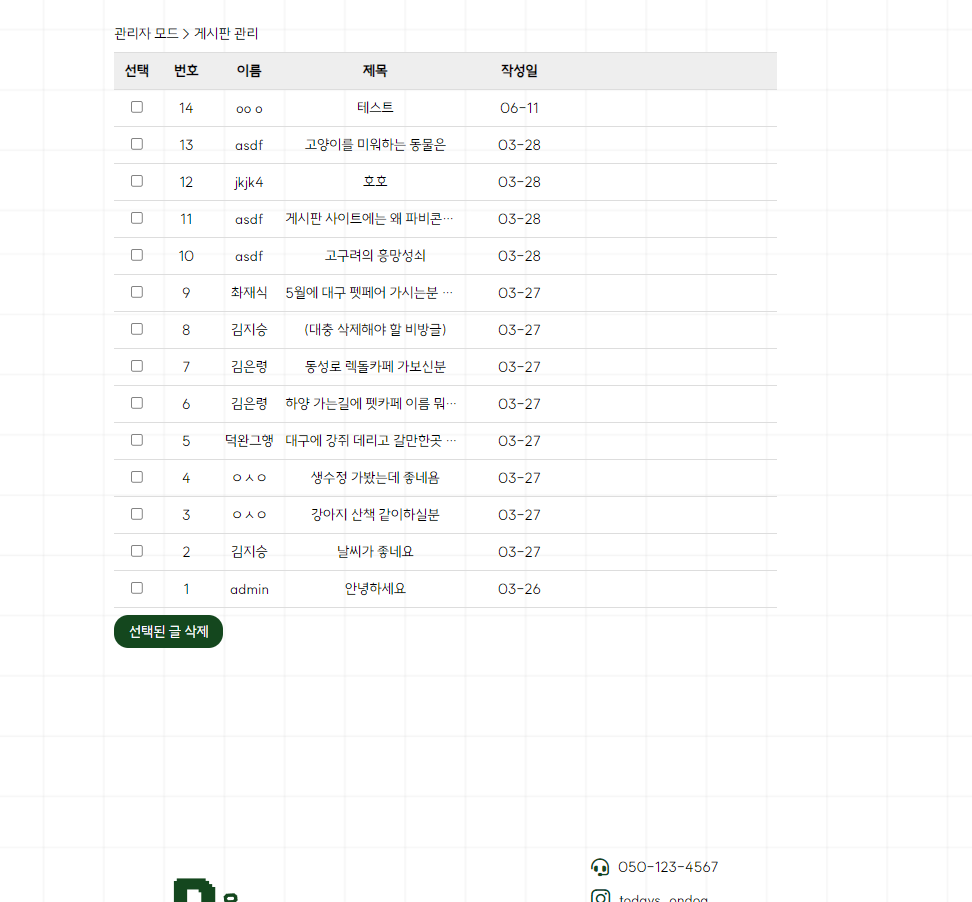 관리자 모드 > 게시판 관리
선택 번호 이름 제목 작성일
14 oo o 테스트 06-11
13 asdf 고양이를 미워하는 동물은 03-28
12 jkjk4 호호 03-28
11 asdf 게시판 사이트에는 왜 파비콘… 03-28
10 asdf 고구려의 흥망성쇠 03-28
9 화재식 5월에 대구 펫페어 가시는분 … 03-27
8 김지승 (대충 삭제해야 할 비방글) 03-27
7 김은령 동성로 렉돌카페 가보신분 03-27
6 김은령 하양 가는길에 펫카페 이름 뭐… 03-27
5 덕완그행 대구에 강쥐 데리고 갈만한곳 … 03-27
4 ㅇㅅㅇ 생수정 가봤는데 좋네욤 03-27
3 ㅇㅅㅇ 강아지 산책 같이하실분 03-27
2 김지승 날씨가 좋네요 03-27
1 admin 안녕하세요 03-26
선택된 글 삭제
050-123-4567